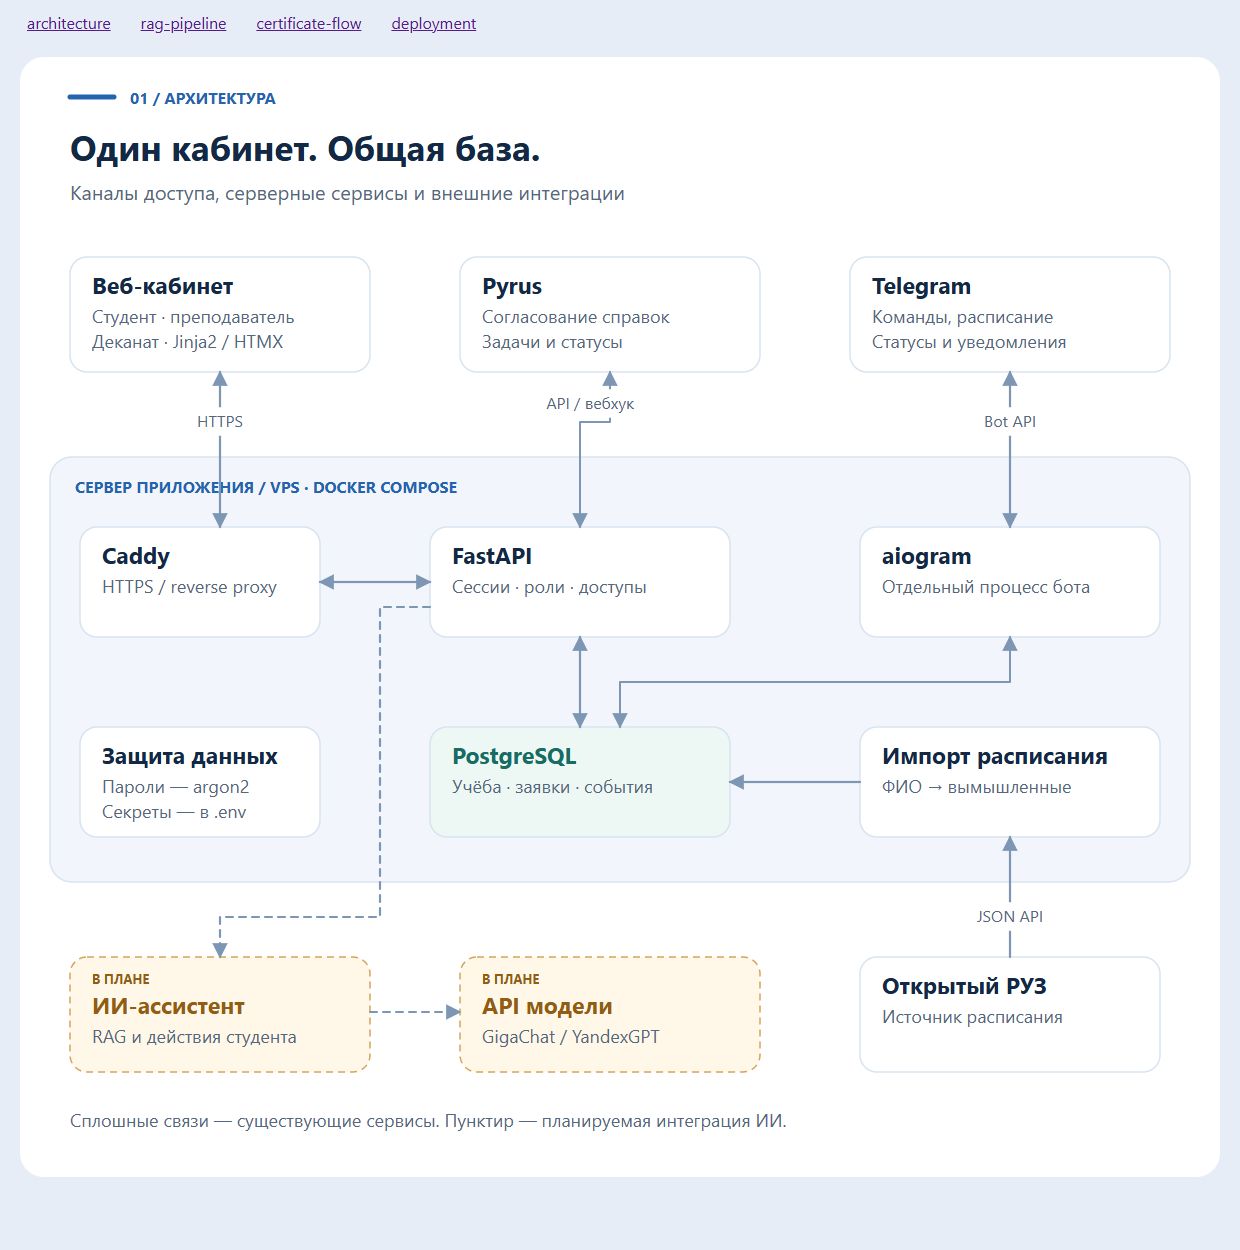 architecture rag-pipeline certificate-flow deployment
01 / АРХИТЕКТУРА
Один кабинет. Общая база.
Каналы доступа, серверные сервисы и внешние интеграции
Веб-кабинет
Студент · преподаватель
Деканат · Jinja2 / HTMX
Pyrus
Согласование справок
Задачи и статусы
Telegram
Команды, расписание
Статусы и уведомления
HTTPS
API / вебхук
Bot API
СЕРВЕР ПРИЛОЖЕНИЯ / VPS · DOCKER COMPOSE
Caddy
HTTPS / reverse proxy
FastAPI
Сессии · роли · доступы
aiogram
Отдельный процесс бота
Защита данных
Пароли — argon2
Секреты — в .env
PostgreSQL
Учёба · заявки · события
Импорт расписания
ФИО → вымышленные
JSON API
В ПЛАНЕ
ИИ-ассистент
RAG и действия студента
В ПЛАНЕ
API модели
GigaChat / YandexGPT
Открытый РУЗ
Источник расписания
Сплошные связи — существующие сервисы. Пунктир — планируемая интеграция ИИ.